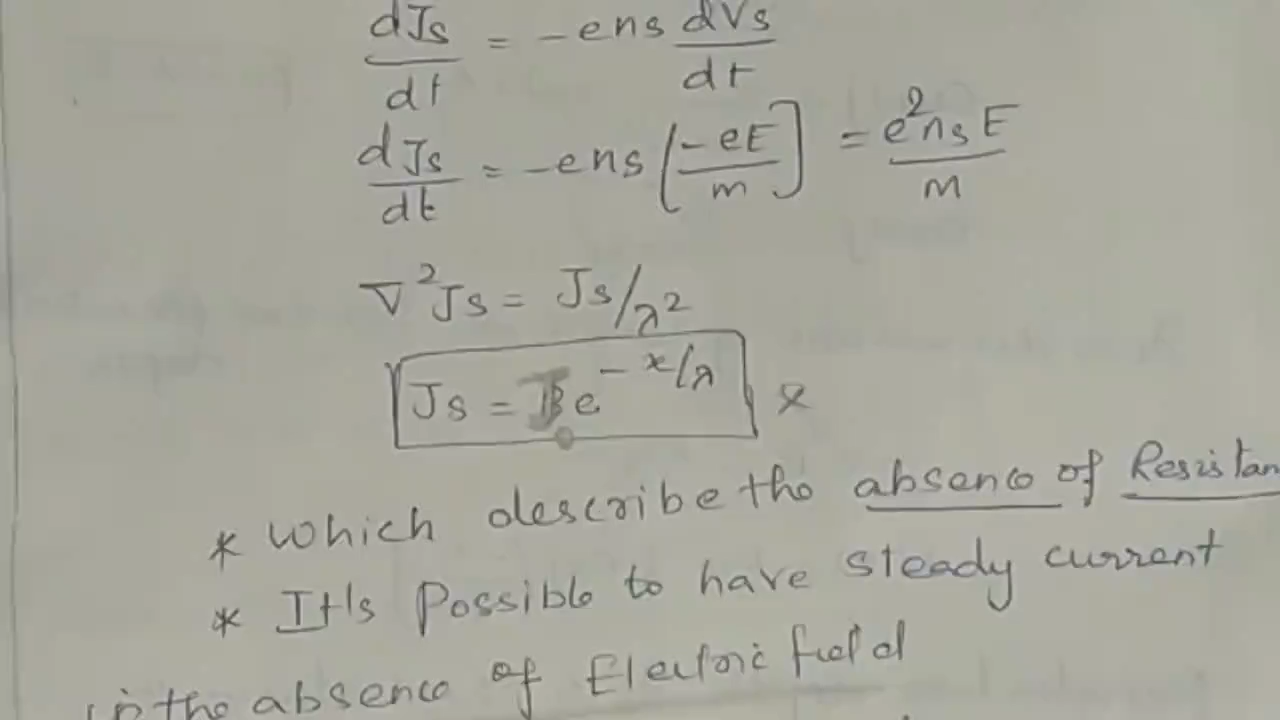 dJs/dt = -ens dVs/dt
dJs/dt = -ens [-eE/m] = e²nsE/m
∇²Js = Js/λ²
Js = e^-x/λ
* which describe the absence of Resistan
* It's Possible to have steady current
in the absence of Electric field